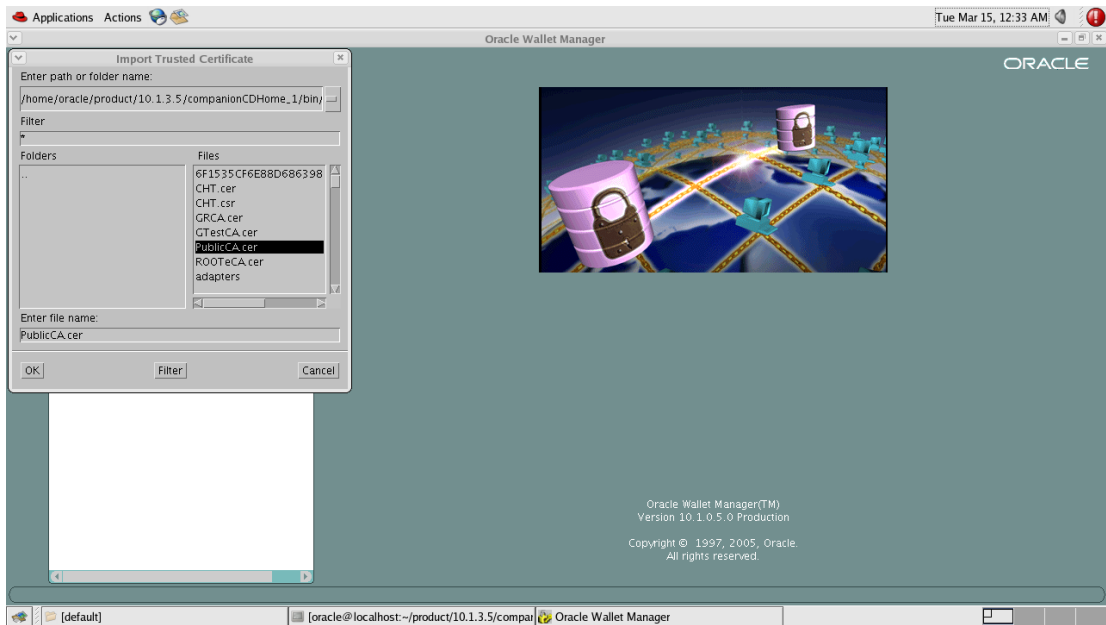 Applications Actions
Tue Mar 15, 12:33 AM
Oracle Wallet Manager
Import Trusted Certificate
ORACLE
Enter path or folder name:
/home/oracle/product/10.1.3.5/companionCDHome_1/bin/
Filter
*
Folders
Files
..
6F1535CF6E88D686398
CHT.cer
CHT.csr
GRCA.cer
GTestCA.cer
PublicCA.cer
ROOTeCA.cer
adapters
Enter file name:
PublicCA.cer
OK
Filter
Cancel
Oracle Wallet Manager(TM)
Version 10.1.0.5.0 Production
Copyright © 1997, 2005, Oracle.
All rights reserved.
[default]
[oracle@localhost:~/product/10.1.3.5/compar
Oracle Wallet Manager